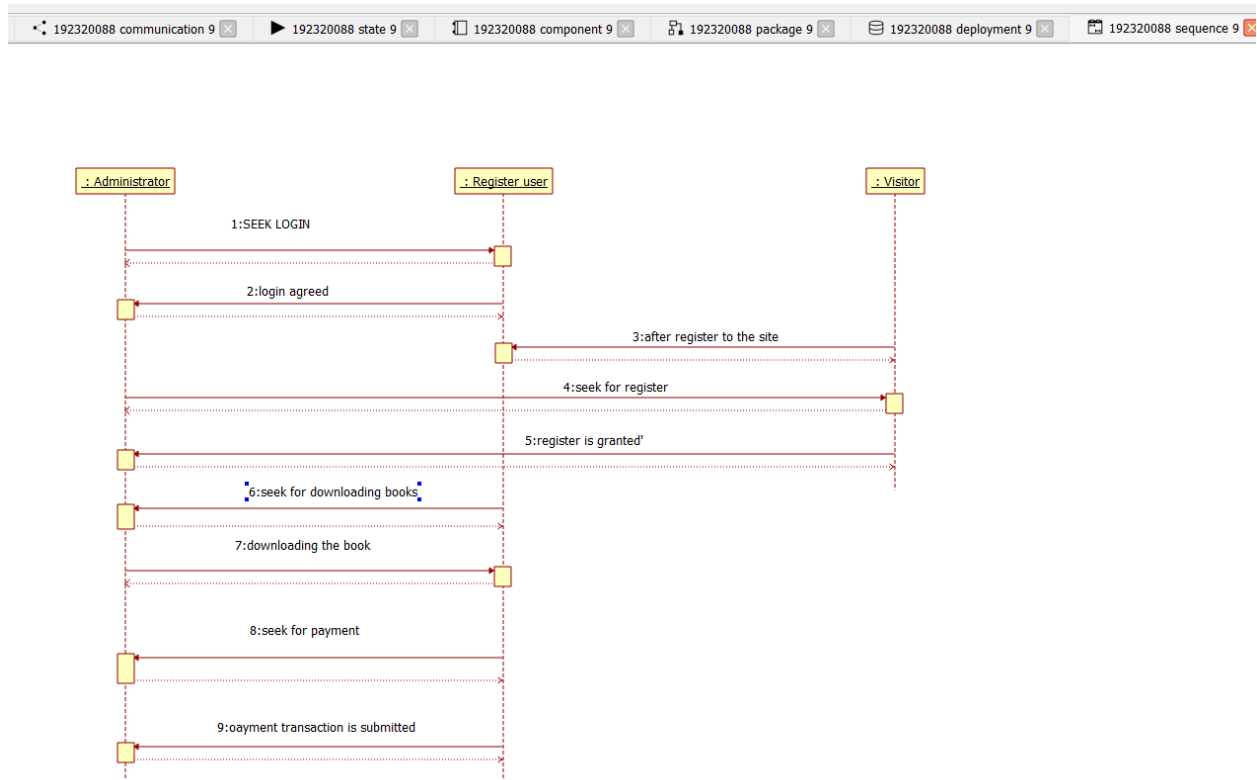 192320088 communication 9
192320088 state 9
192320088 component 9
192320088 package 9
192320088 deployment 9
192320088 sequence 9
: Administrator
: Register user
: Visitor
1:SEEK LOGIN
2:login agreed
3:after register to the site
4:seek for register
5:register is granted'
6:seek for downloading books
7:downloading the book
8:seek for payment
9:oayment transaction is submitted